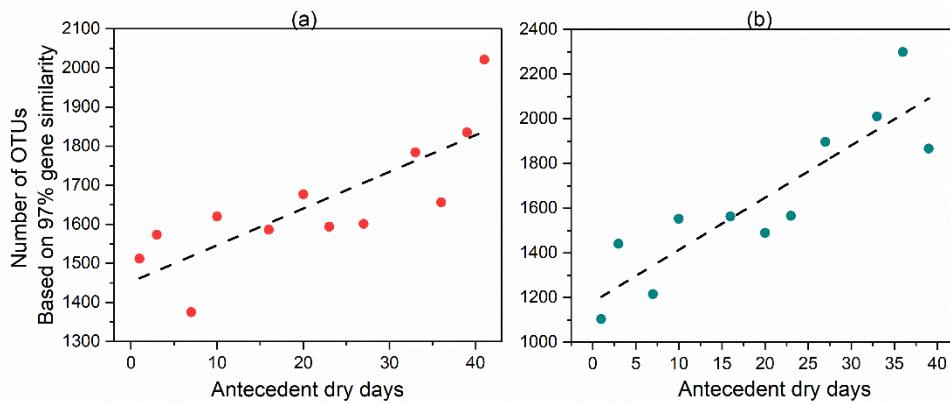 (a)
Number of OTUs
Based on 97% gene similarity
2100
2000
1900
1800
1700
1600
1500
1400
1300
0 10 20 30 40
Antecedent dry days
(b)
2400
2200
2000
1800
1600
1400
1200
1000
0 5 10 15 20 25 30 35 40
Antecedent dry days